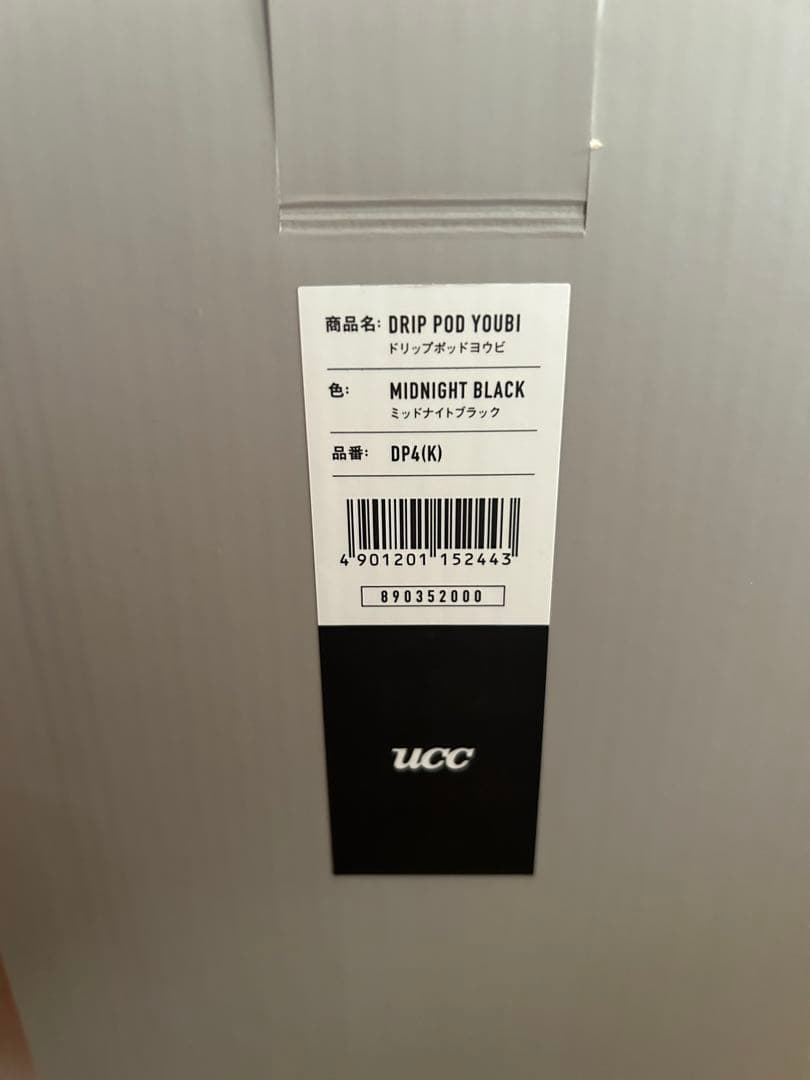 商品名: DRIP POD YOUBI
ドリップポッドヨウビ
色: MIDNIGHT BLACK
ミッドナイトブラック
品番: DP4(K)
4 901201 152443
890352000
ucc